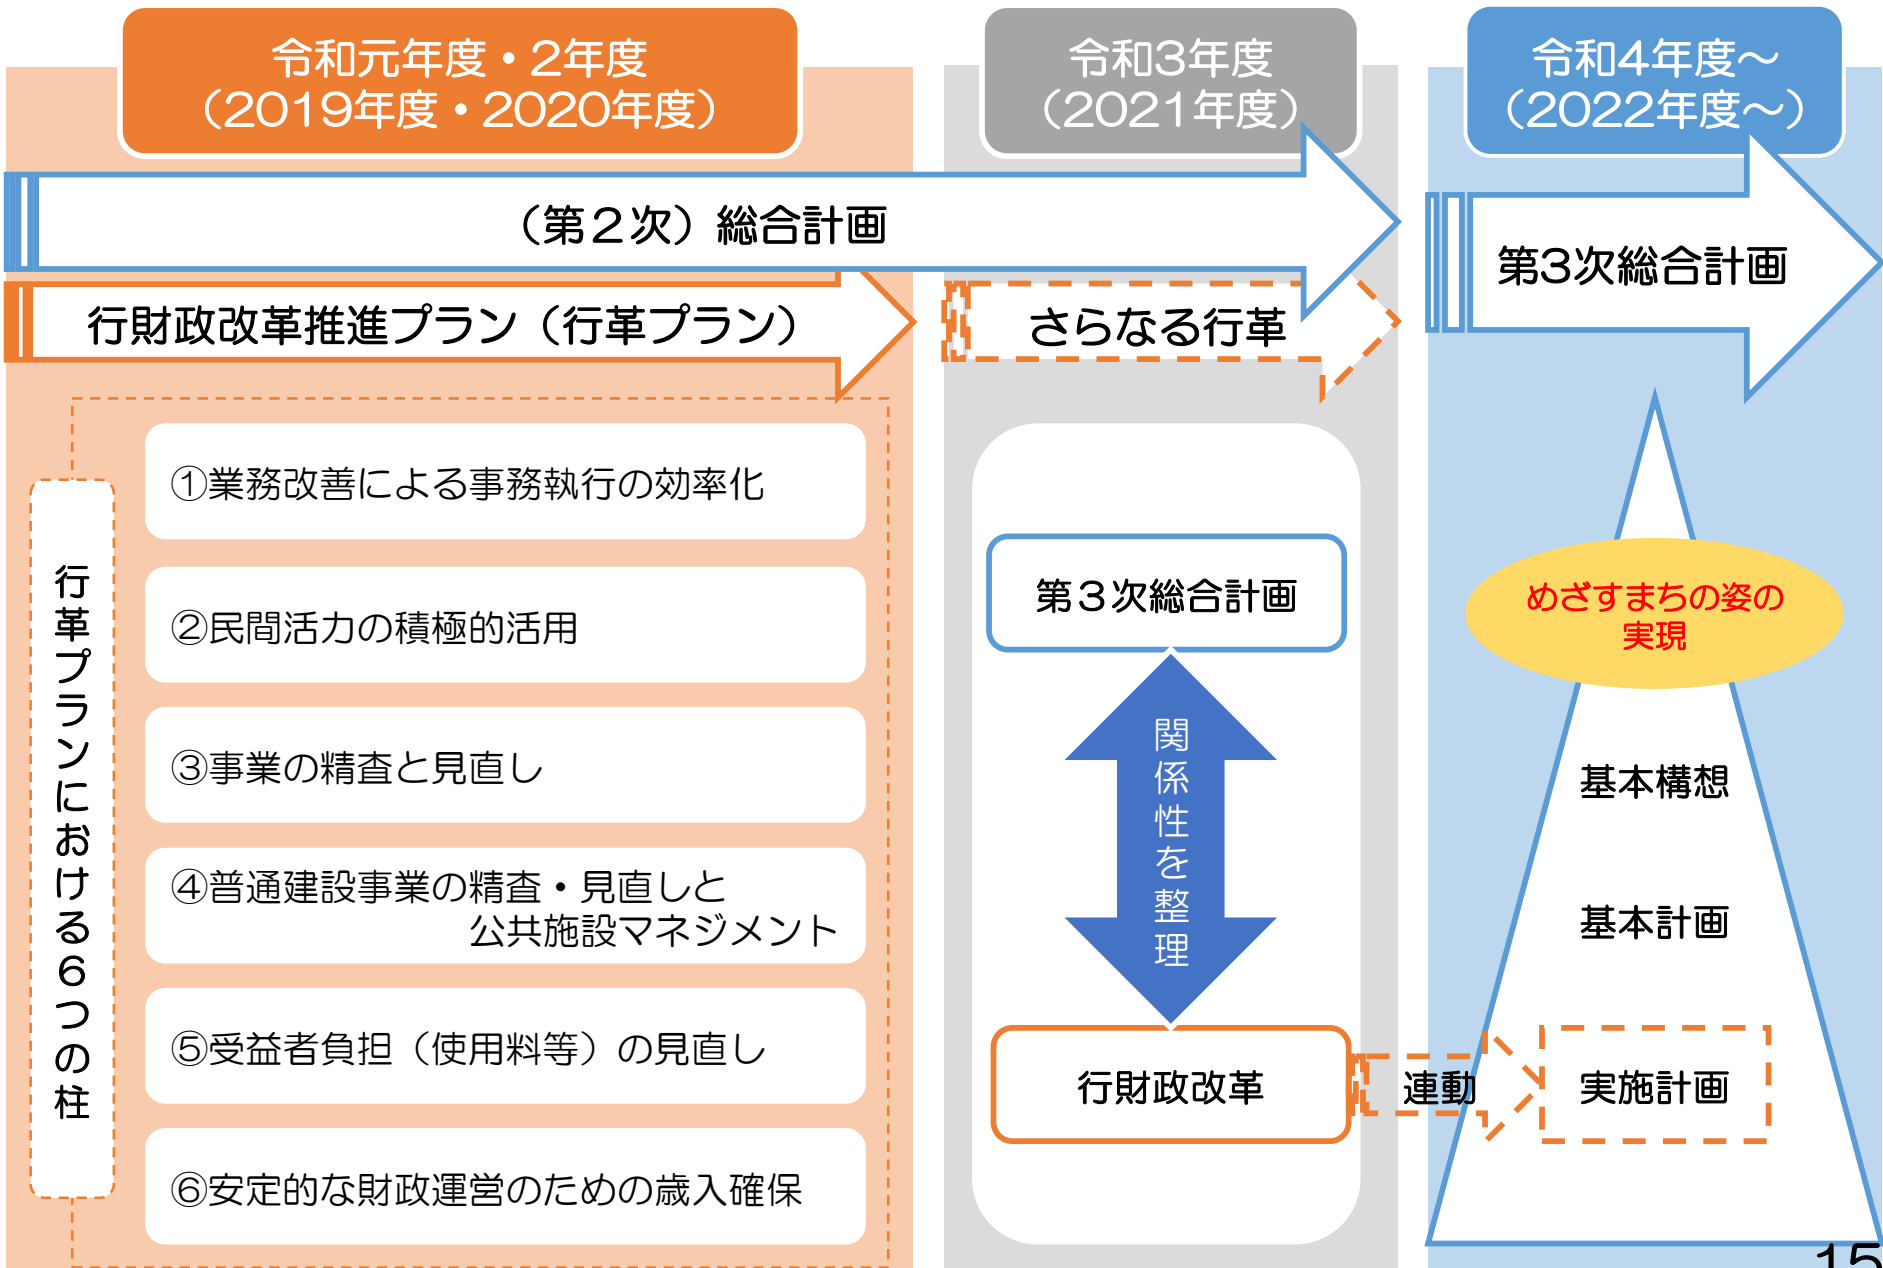 令和元年度・2年度
（2019年度・2020年度）
令和3年度
（2021年度）
令和4年度～
（2022年度～）
（第２次）総合計画
第3次総合計画
行財政改革推進プラン（行革プラン）
さらなる行革
行革プランにおける６つの柱
①業務改善による事務執行の効率化
②民間活力の積極的活用
③事業の精査と見直し
④普通建設事業の精査・見直しと
公共施設マネジメント
⑤受益者負担（使用料等）の見直し
⑥安定的な財政運営のための歳入確保
第３次総合計画
関係性を整理
行財政改革
連動
めざすまちの姿の
実現
基本構想
基本計画
実施計画
15